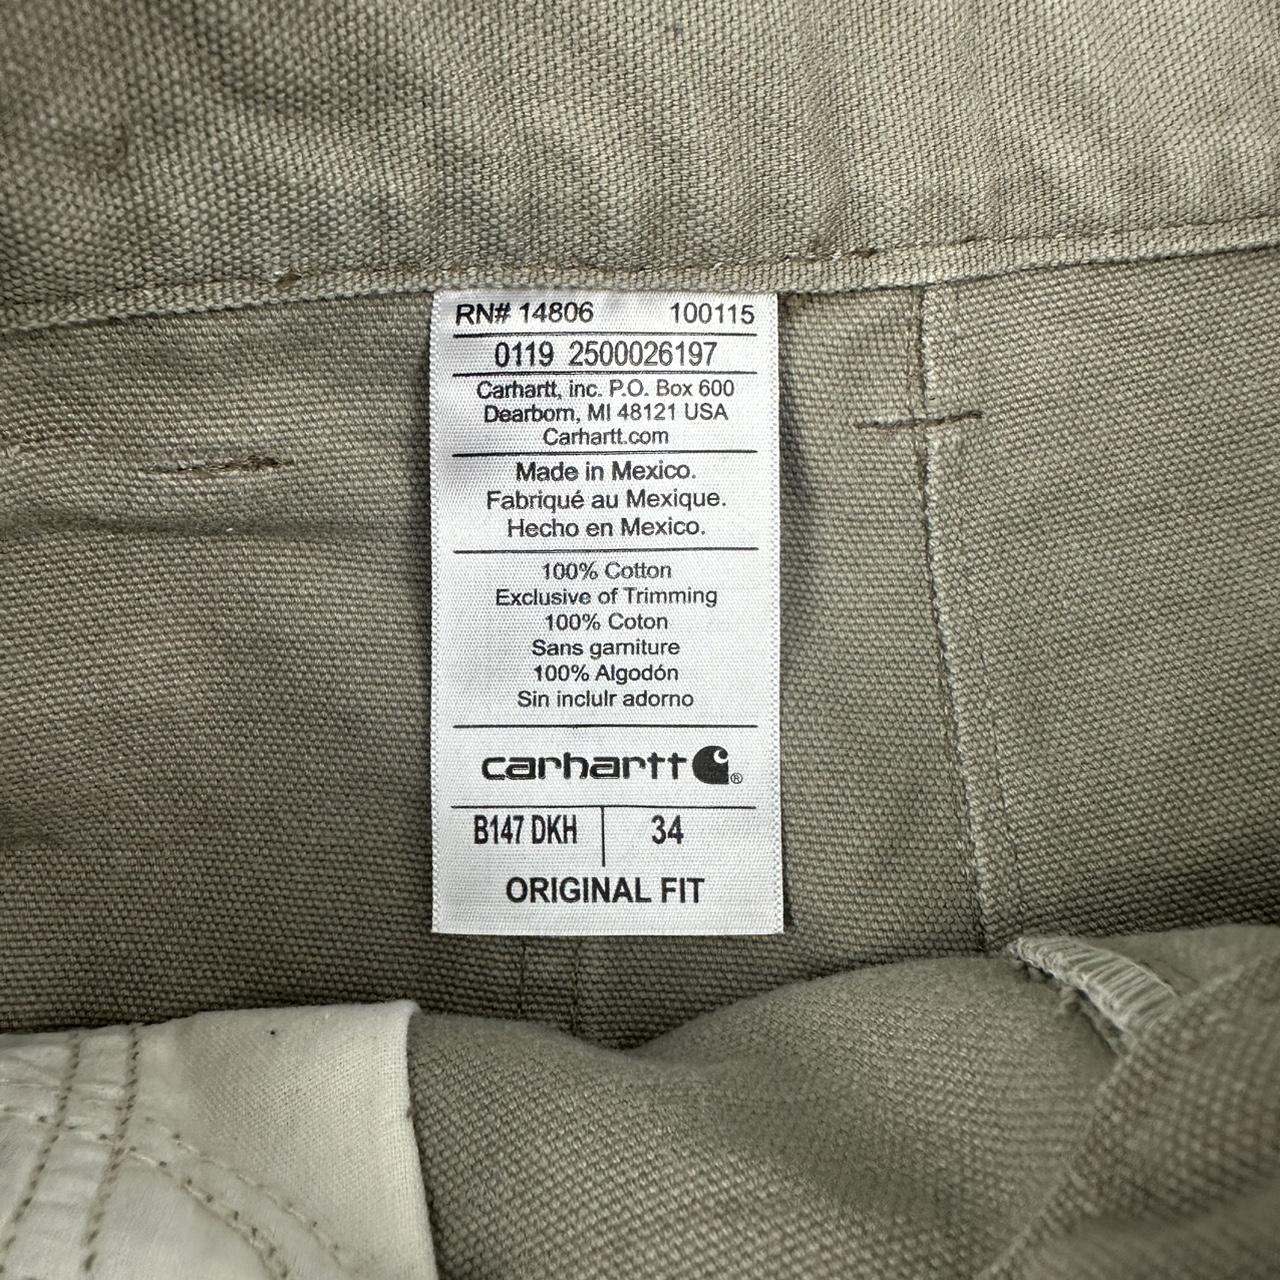 RN# 14806 100115
0119 2500026197
Carhartt, inc. P.O. Box 600
Dearborn, MI 48121 USA
Carhartt.com
Made in Mexico.
Fabriqué au Mexique.
Hecho en Mexico.
100% Cotton
Exclusive of Trimming
100% Coton
Sans garniture
100% Algodón
Sin incluir adorno
carhartt ®
B147 DKH 34
ORIGINAL FIT